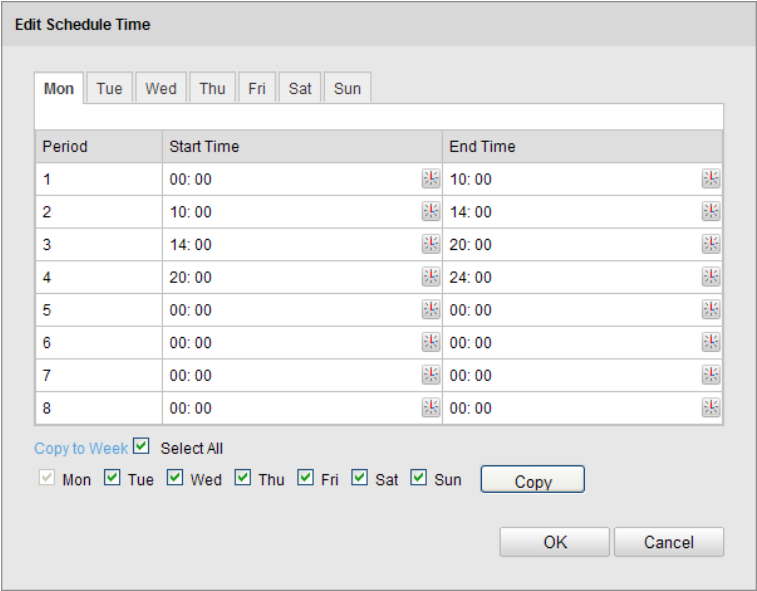 Edit Schedule Time
Mon Tue Wed Thu Fri Sat Sun
Period Start Time End Time
1 00: 00 10: 00
2 10: 00 14: 00
3 14: 00 20: 00
4 20: 00 24: 00
5 00: 00 00: 00
6 00: 00 00: 00
7 00: 00 00: 00
8 00: 00 00: 00
Copy to Week Select All
Mon Tue Wed Thu Fri Sat Sun Copy
OK Cancel